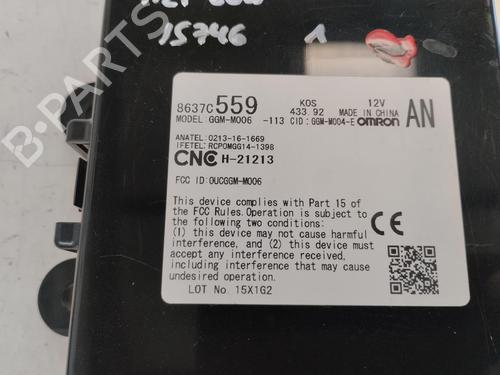 15746 1
8637C 559 KOS 12V
MODEL: GGM-M006 -113 433.92 MADE IN CHINA AN
CID: GGM-M004-E OMRON
ANATEL: 0213-16-1669
IFETEL: RCPOMGG14-1398
CNC H-21213
FCC ID: OUCGGM-M006
This device complies with Part 15 of
the FCC Rules. Operation is subject to
the following two conditions:
(1) this device may not cause harmful
interference, and (2) this device must
accept any interference received,
including interference that may cause
undesired operation.
CE
LOT No. 15X1G2
B-PARTS